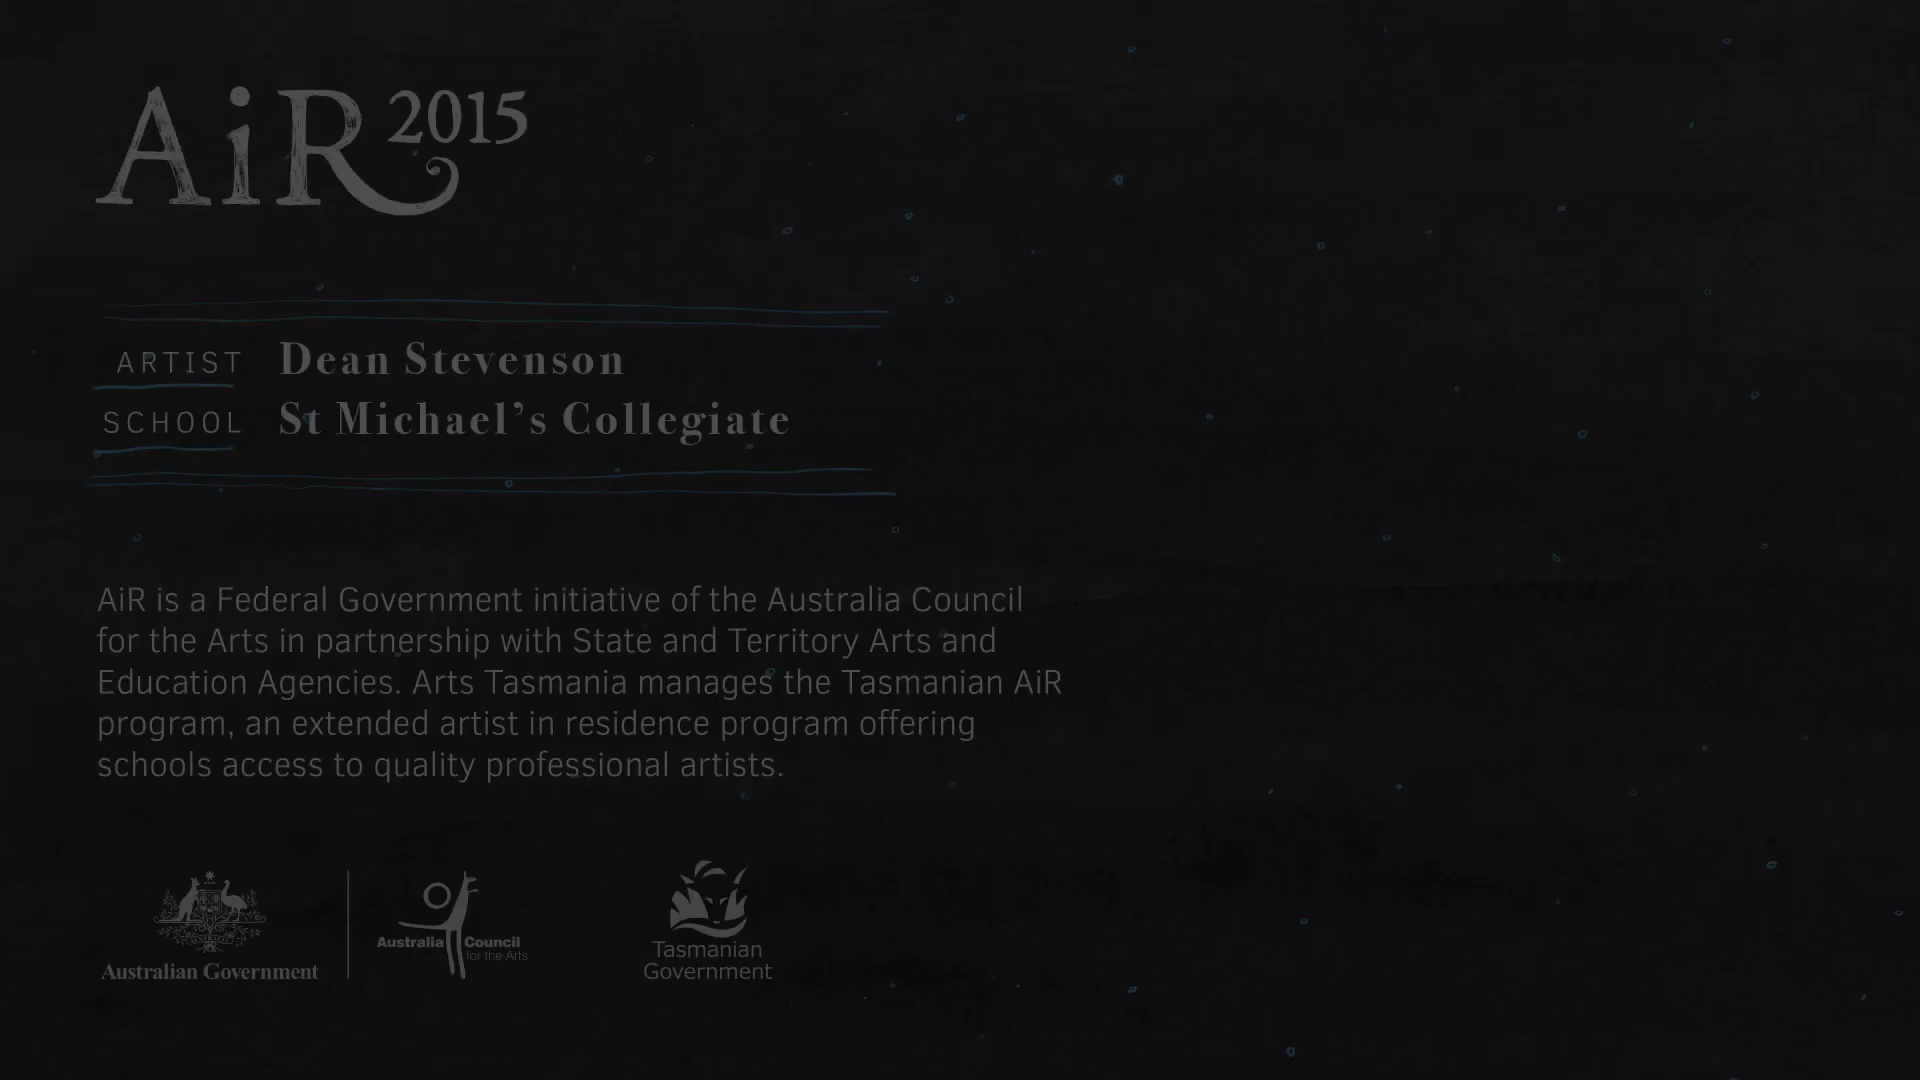 AiR 2015
ARTIST Dean Stevenson
SCHOOL St Michael’s Collegiate
AiR is a Federal Government initiative of the Australia Council
for the Arts in partnership with State and Territory Arts and
Education Agencies. Arts Tasmania manages the Tasmanian AiR
program, an extended artist in residence program offering
schools access to quality professional artists.
Australian Government
Australia Council
for the Arts
Tasmanian
Government